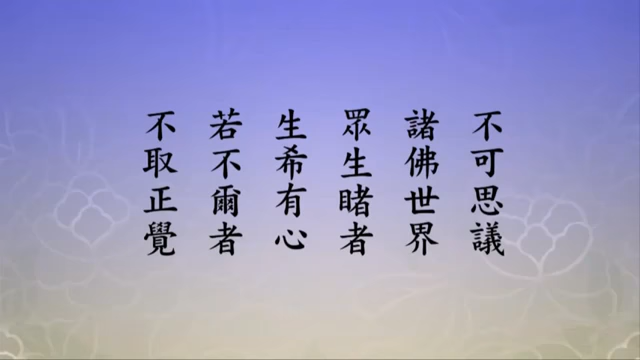 不可思議
諸佛世界
眾生睹者
生希有心
若不爾者
不取正覺